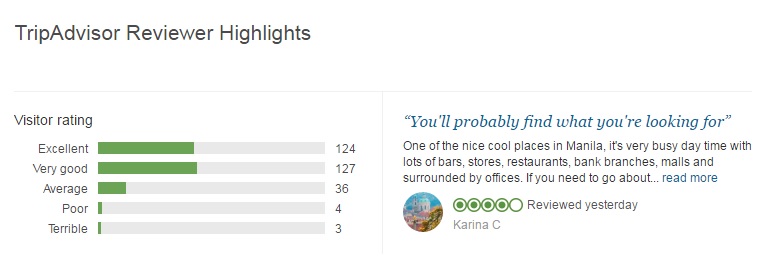 TripAdvisor Reviewer Highlights
Visitor rating
Excellent 124
Very good 127
Average 36
Poor 4
Terrible 3
“You'll probably find what you're looking for”
One of the nice cool places in Manila, it's very busy day time with
lots of bars, stores, restaurants, bank branches, malls and
surrounded by offices. If you need to go about... read more
Reviewed yesterday
Karina C